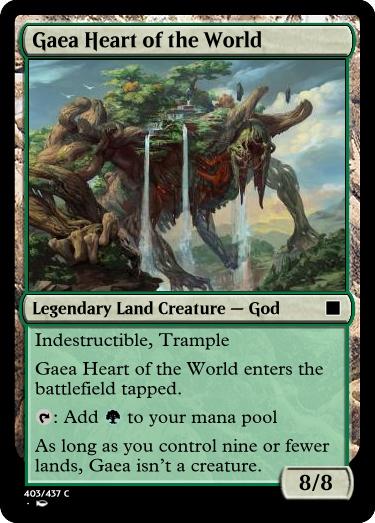 Gaea Heart of the World
Legendary Land Creature — God
Indestructible, Trample
Gaea Heart of the World enters the
battlefield tapped.
: Add to your mana pool
As long as you control nine or fewer
lands, Gaea isn't a creature.
8/8
403/437 C